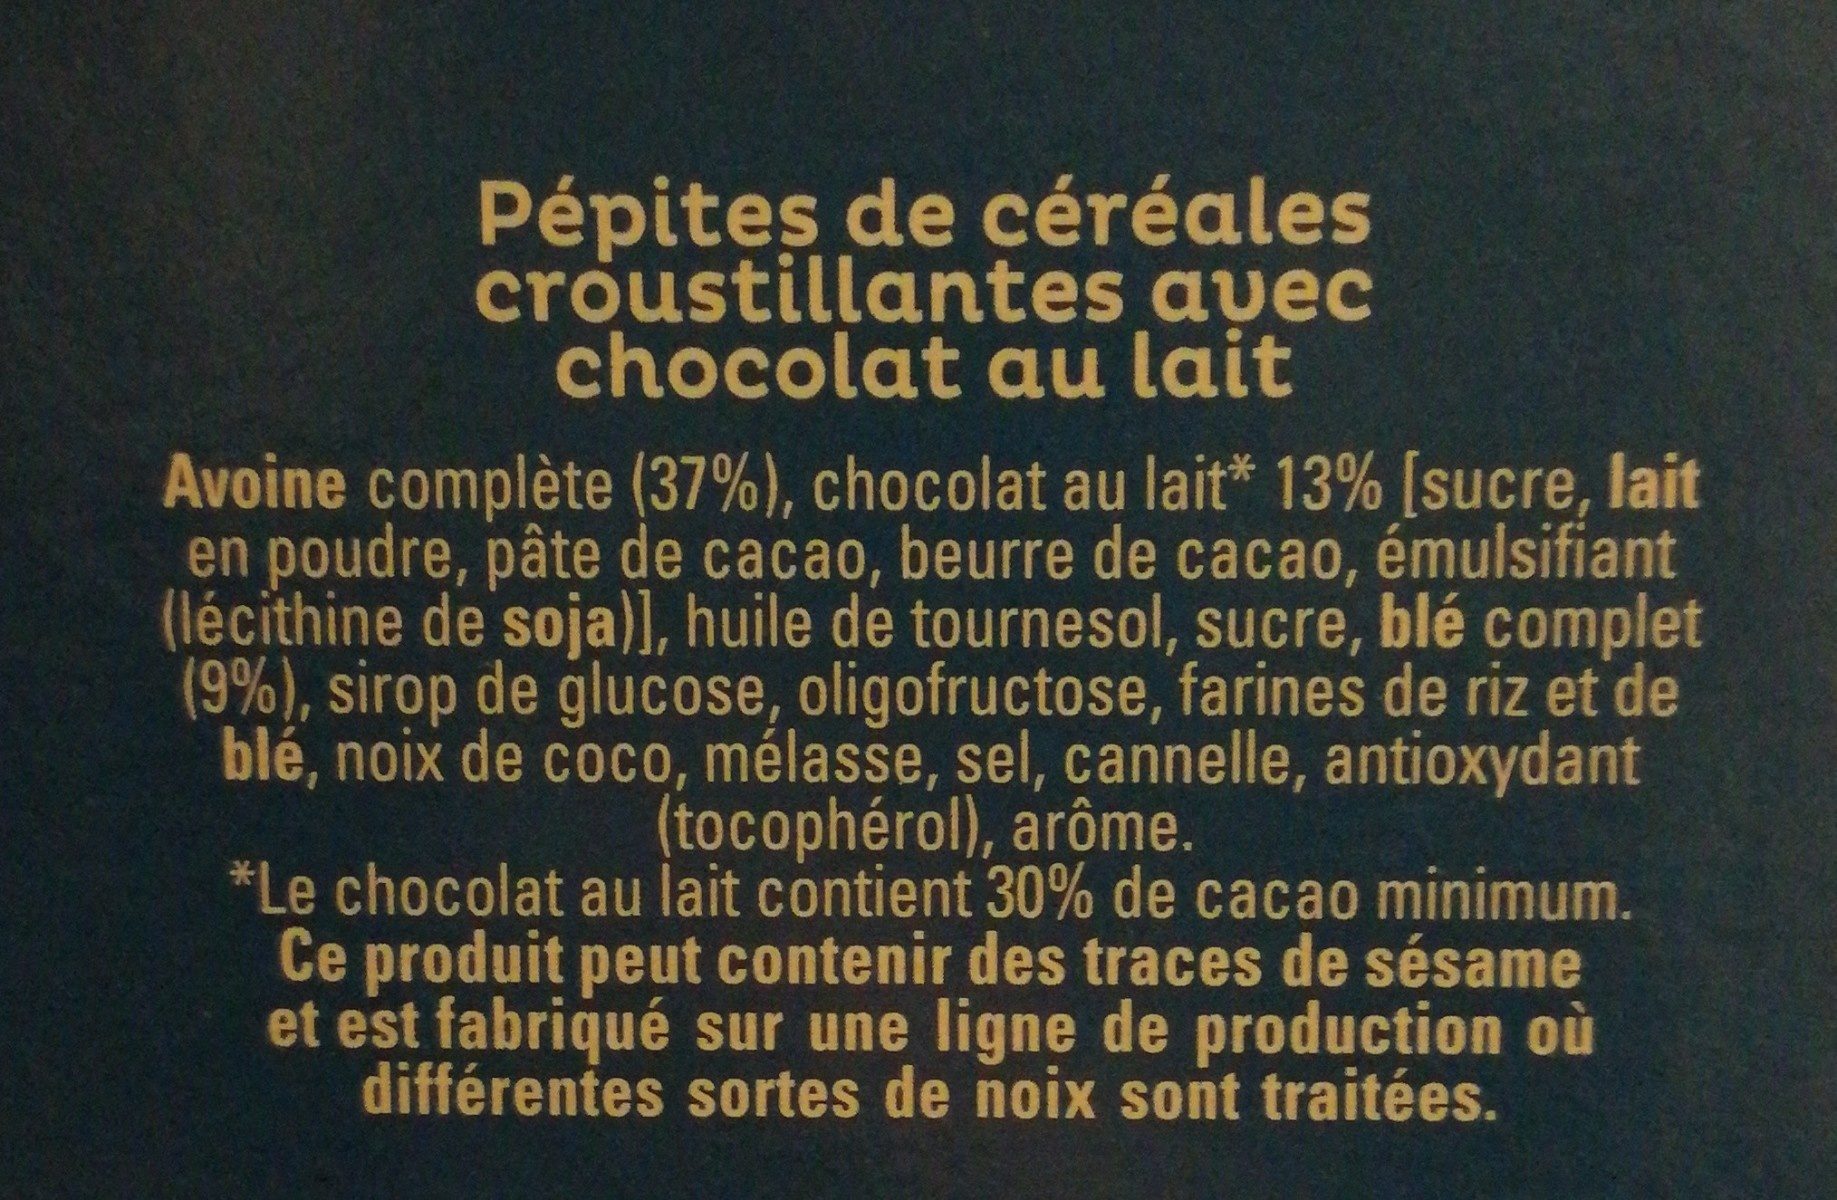 Pépites de céréales
croustillantes avec
chocolat au lait
Avoine complète (37%), chocolat au lait* 13% [sucre, lait
en poudre, pâte de cacao, beurre de cacao, émulsifiant
(lécithine de soja)], huile de tournesol, sucre, blé complet
(9%), sirop de glucose, oligofructose, farines de riz et de
blé, noix de coco, mélasse, sel, cannelle, antioxydant
(tocophérol), arôme.
*Le chocolat au lait contient 30% de cacao minimum.
Ce produit peut contenir des traces de sésame
et est fabriqué sur une ligne de production où
différentes sortes de noix sont traitées.